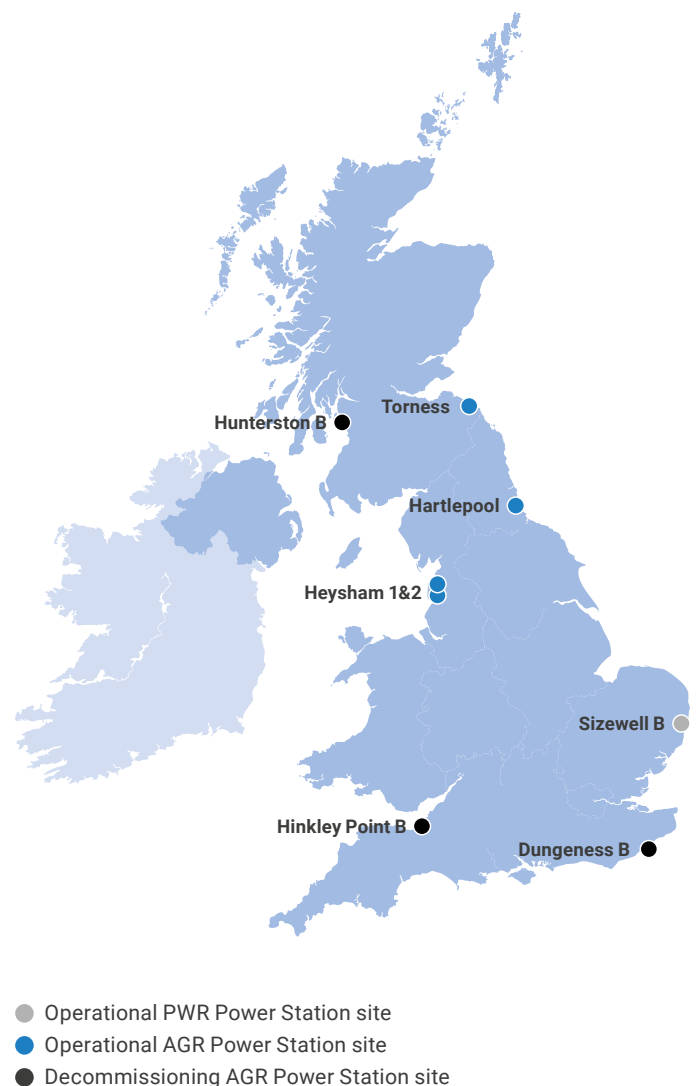 Torness
Hunterston B
Hartlepool
Heysham 1&2
Sizewell B
Hinkley Point B
Dungeness B
Operational PWR Power Station site
Operational AGR Power Station site
Decommissioning AGR Power Station site